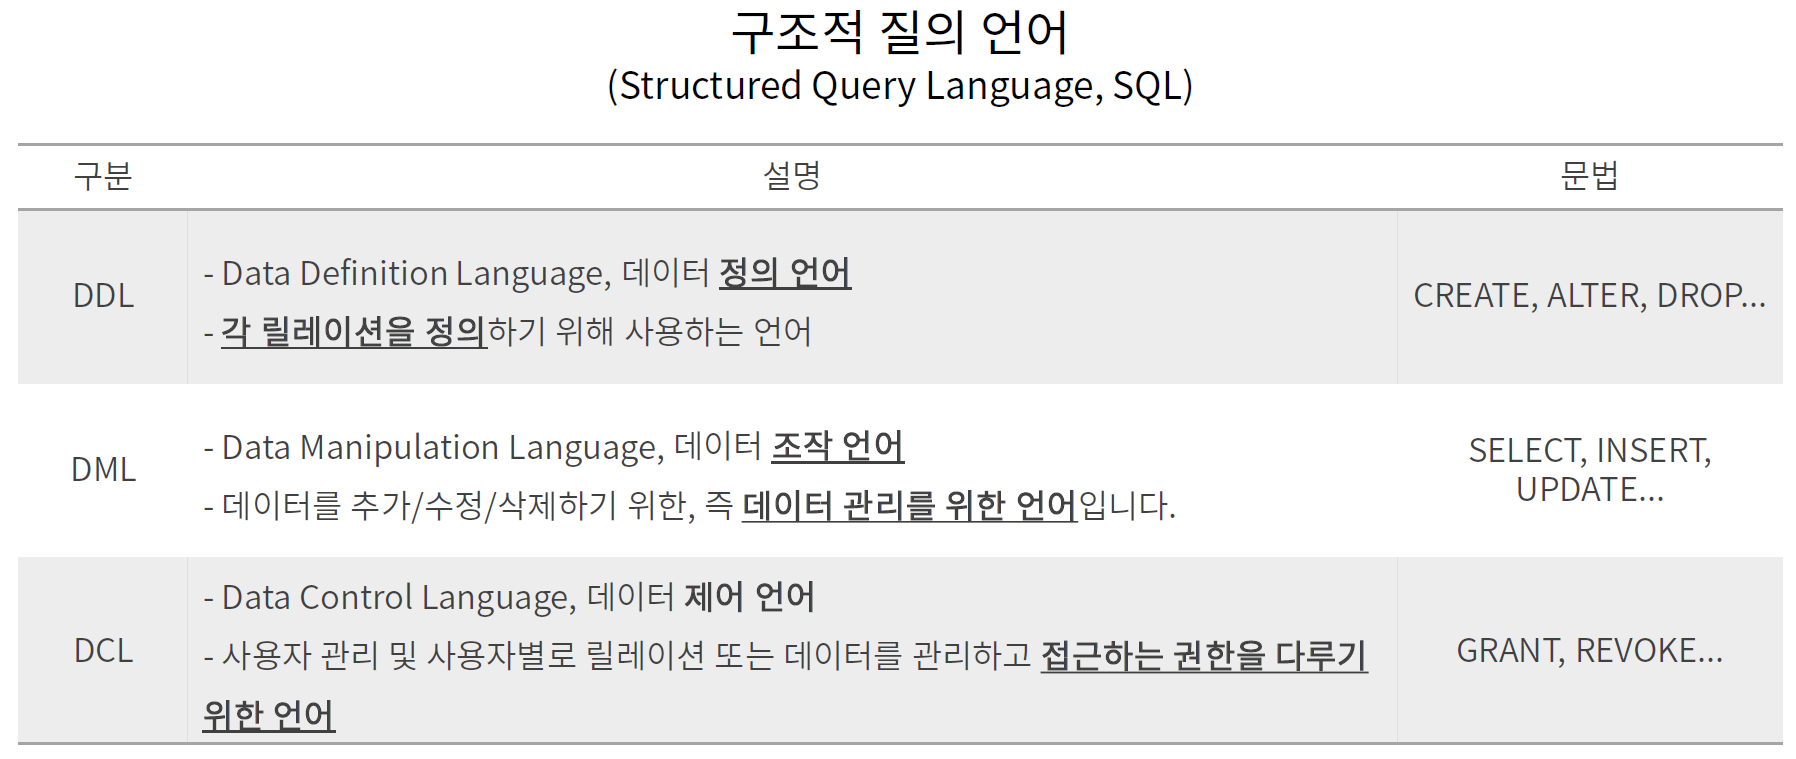 구조적 질의 언어
(Structured Query Language, SQL)
구분 설명 문법
DDL
- Data Definition Language, 데이터 정의 언어
- 각 릴레이션을 정의하기 위해 사용하는 언어
CREATE, ALTER, DROP...
DML
- Data Manipulation Language, 데이터 조작 언어
- 데이터를 추가/수정/삭제하기 위한, 즉 데이터 관리를 위한 언어입니다.
SELECT, INSERT,
UPDATE...
DCL
- Data Control Language, 데이터 제어 언어
- 사용자 관리 및 사용자별로 릴레이션 또는 데이터를 관리하고 접근하는 권한을 다루기
위한 언어
GRANT, REVOKE...